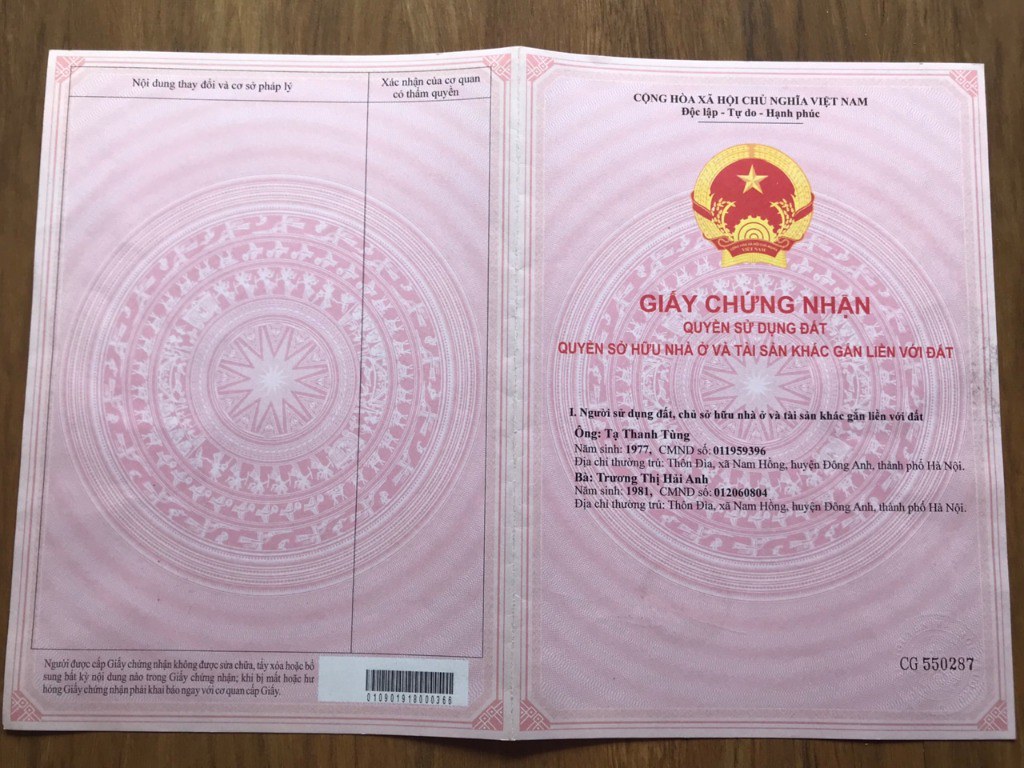 Nội dung thay đổi và cơ sở pháp lý
Xác nhận của cơ quan
có thẩm quyền
Người được cấp Giấy chứng nhận không được sửa chữa, tẩy xóa hoặc bổ
sung bất kỳ nội dung nào trong Giấy chứng nhận; khi bị mất hoặc hư
hỏng Giấy chứng nhận phải khai báo ngay với cơ quan cấp Giấy.
CỘNG HÒA XÃ HỘI CHỦ NGHĨA VIỆT NAM
Độc lập - Tự do - Hạnh phúc
VIỆT NAM
GIẤY CHỨNG NHẬN
QUYỀN SỬ DỤNG ĐẤT
QUYỀN SỞ HỮU NHÀ Ở VÀ TÀI SẢN KHÁC GẮN LIỀN VỚI ĐẤT
I. Người sử dụng đất, chủ sở hữu nhà ở và tài sản khác gắn liền với đất
Ông: Tạ Thanh Tùng
Năm sinh: 1977, CMND số: 011959396
Địa chỉ thường trú: Thôn Đìa, xã Nam Hồng, huyện Đông Anh, thành phố Hà Nội.
Bà: Trương Thị Hải Anh
Năm sinh: 1981, CMND số: 012060804
Địa chỉ thường trú: Thôn Đìa, xã Nam Hồng, huyện Đông Anh, thành phố Hà Nội.
CG 550287